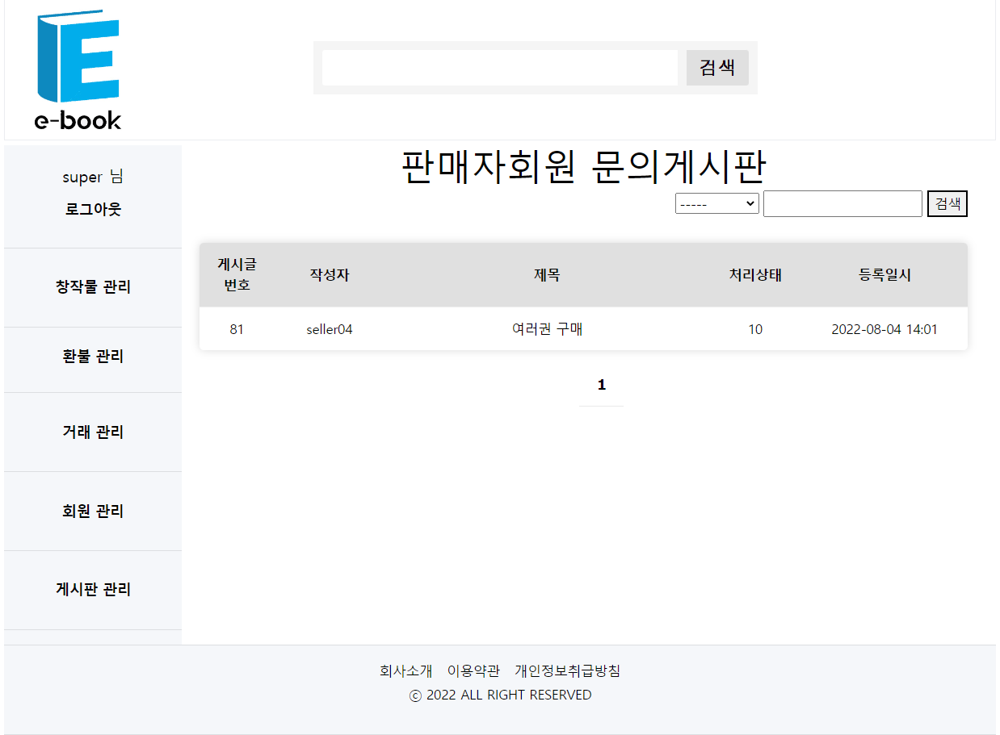 e-book
검색
super 님
로그아웃
창작물 관리
환불 관리
거래 관리
회원 관리
게시판 관리
판매자회원 문의게시판
----- 검색
게시글 번호 작성자 제목 처리상태 등록일시
81 seller04 여러권 구매 10 2022-08-04 14:01
1
회사소개 이용약관 개인정보취급방침
ⓒ 2022 ALL RIGHT RESERVED